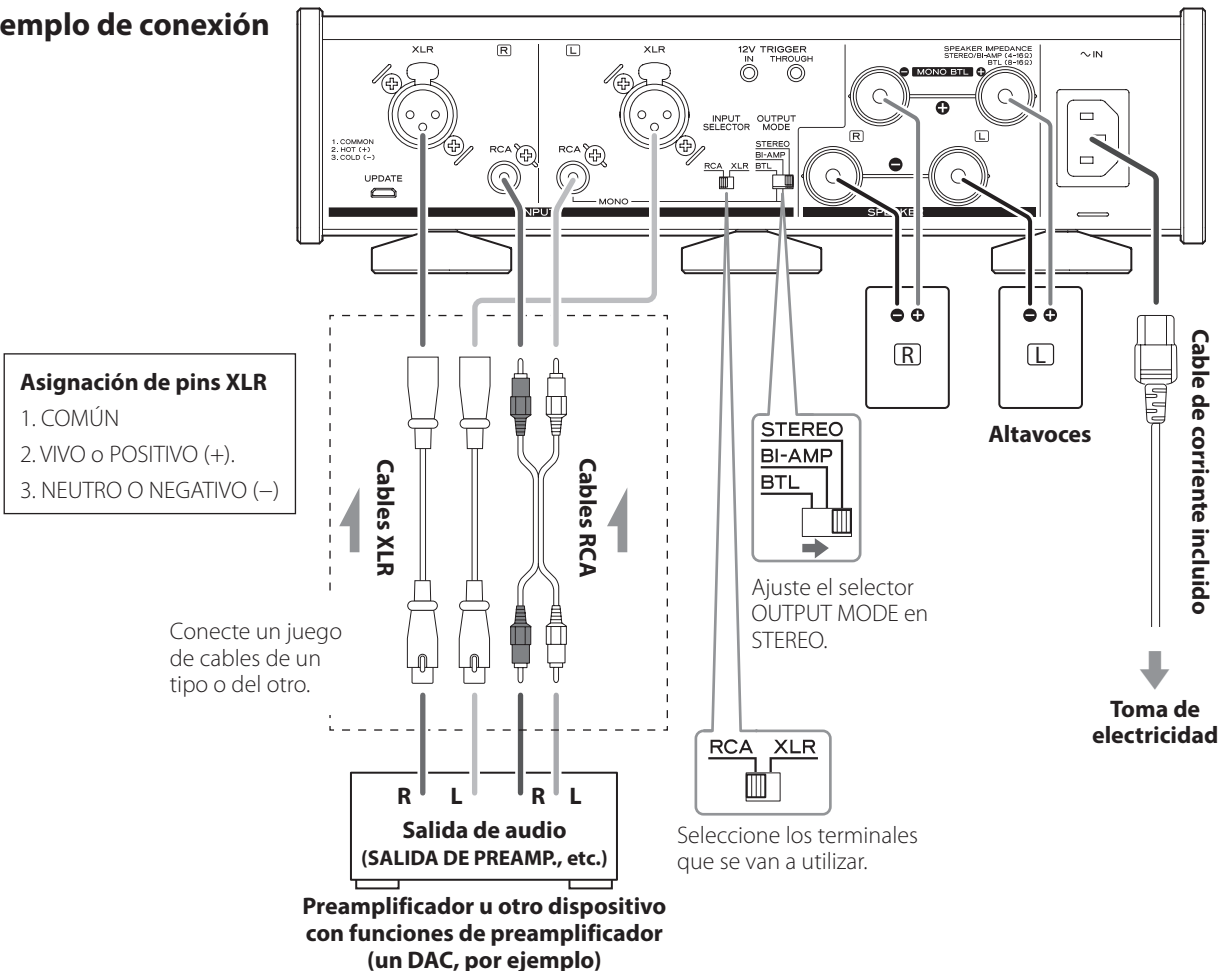 emplo de conexión
XLR
R
L
XLR
12V TRIGGER
IN THROUGH
SPEAKER IMPEDANCE
STEREO/BI-AMP (4-16Ω)
BTL (8-16Ω)
MONO BTL
∼ IN
1. COMMON
2. HOT (+)
3. COLD (−)
UPDATE
RCA
RCA
INPUT
SELECTOR
OUTPUT
MODE
RCA XLR
STEREO
BI-AMP
BTL
MONO
R
L
INPUT
SPEAKER
Asignación de pins XLR
1. COMÚN
2. VIVO o POSITIVO (+).
3. NEUTRO O NEGATIVO (−)
Cables XLR
Cables RCA
Conecte un juego
de cables de un
tipo o del otro.
STEREO
BI-AMP
BTL
Ajuste el selector
OUTPUT MODE en
STEREO.
RCA XLR
Seleccione los terminales
que se van a utilizar.
R
L
Altavoces
Cable de corriente incluido
Toma de
electricidad
R L R L
Salida de audio
(SALIDA DE PREAMP., etc.)
Preamplificador u otro dispositivo
con funciones de preamplificador
(un DAC, por ejemplo)